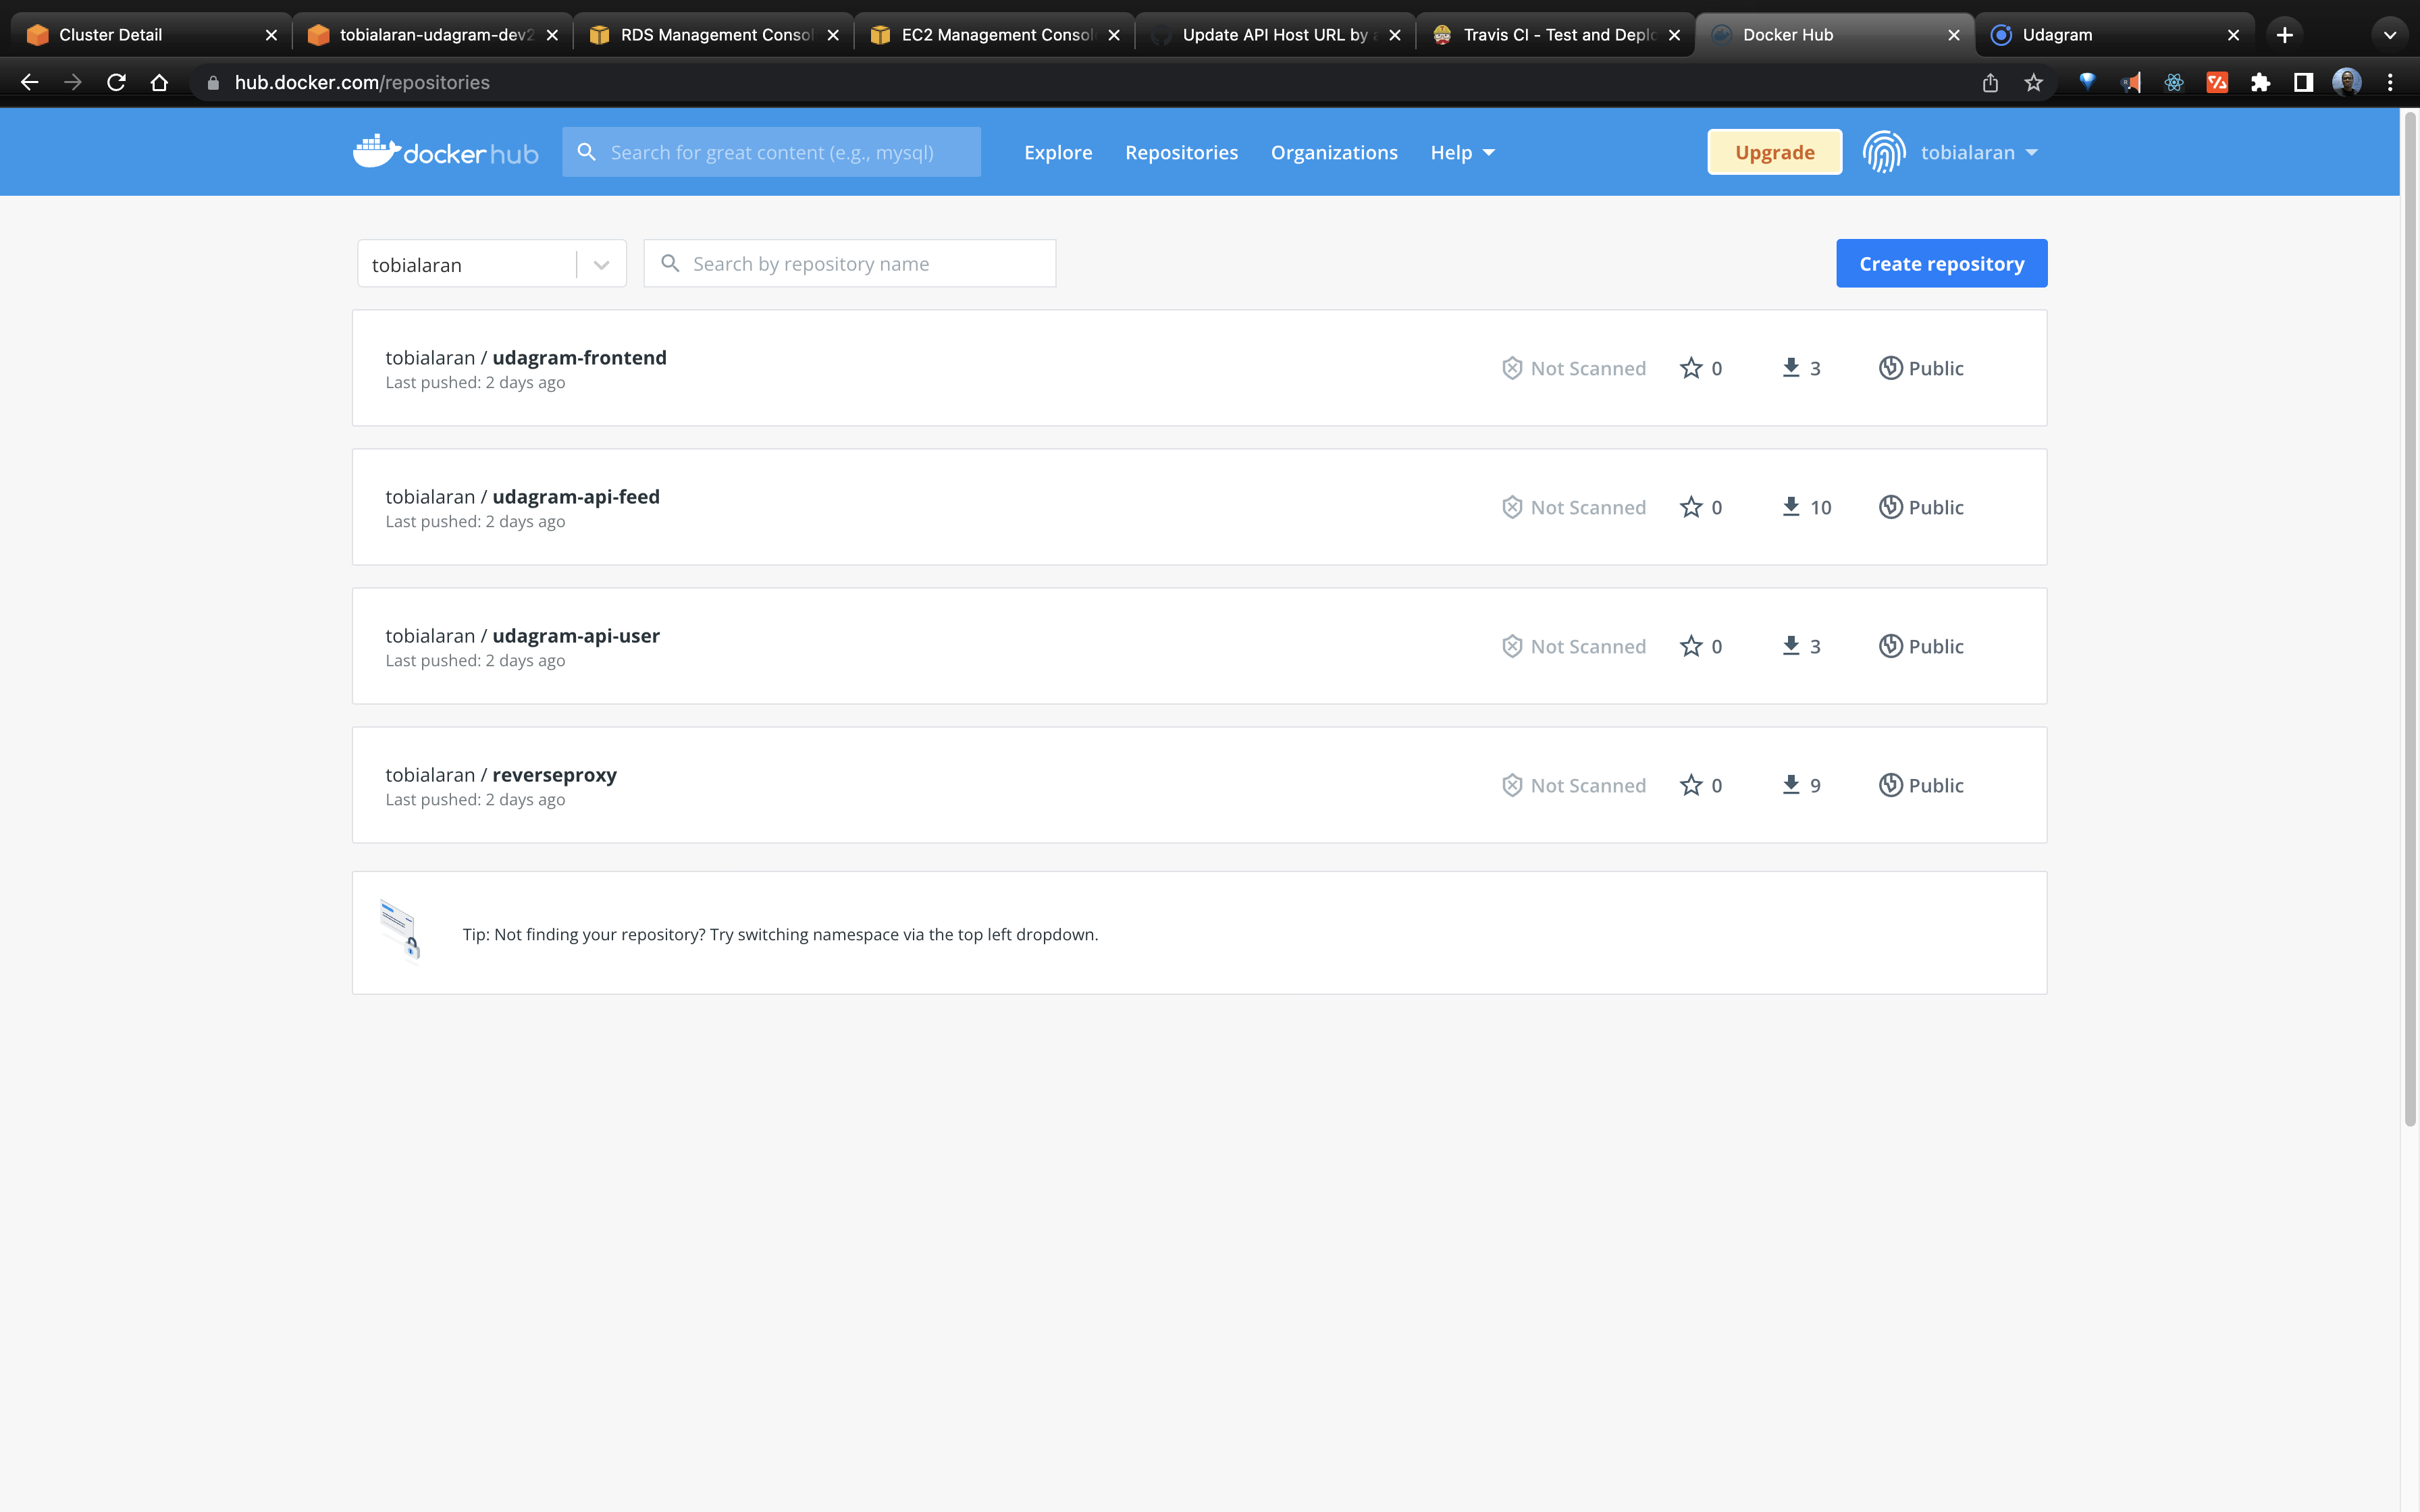 Cluster Detail
tobialaran-udagram-dev2
RDS Management Consol
EC2 Management Consol
Update API Host URL by a
Travis CI - Test and Deplo
Docker Hub
Udagram
hub.docker.com/repositories
docker hub
Search for great content (e.g., mysql)
Explore
Repositories
Organizations
Help
Upgrade
tobialaran
tobialaran
Search by repository name
Create repository
tobialaran / udagram-frontend
Last pushed: 2 days ago
Not Scanned
0
3
Public
tobialaran / udagram-api-feed
Last pushed: 2 days ago
Not Scanned
0
10
Public
tobialaran / udagram-api-user
Last pushed: 2 days ago
Not Scanned
0
3
Public
tobialaran / reverseproxy
Last pushed: 2 days ago
Not Scanned
0
9
Public
Tip: Not finding your repository? Try switching namespace via the top left dropdown.